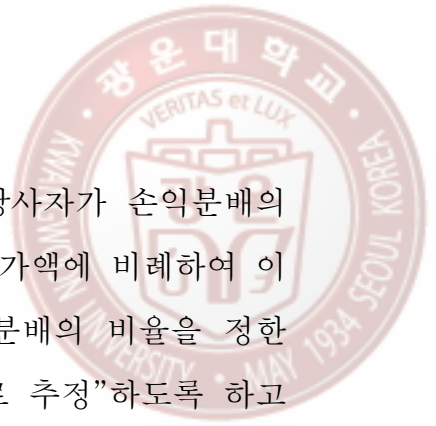 광운대학교
VERITAS et LUX
KWANGWOON UNIVERSITY • MAY 1934 SEOUL KOREA
당사자가 손익분배의
가액에 비례하여 이
분배의 비율을 정한
로 추정”하도록 하고